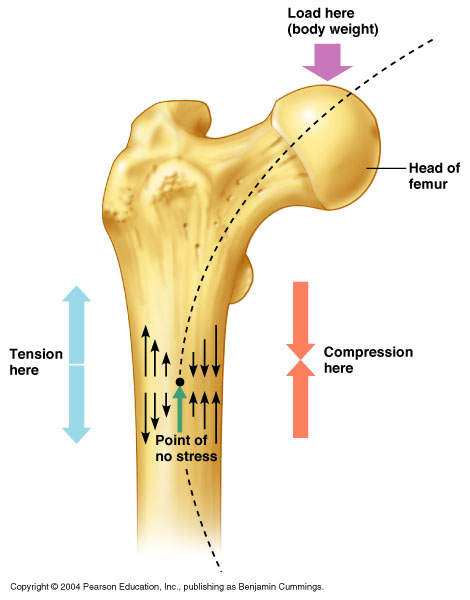 Load here
(body weight)
Head of
femur
Tension
here
Compression
here
Point of
no stress
Copyright © 2004 Pearson Education, Inc., publishing as Benjamin Cummings.